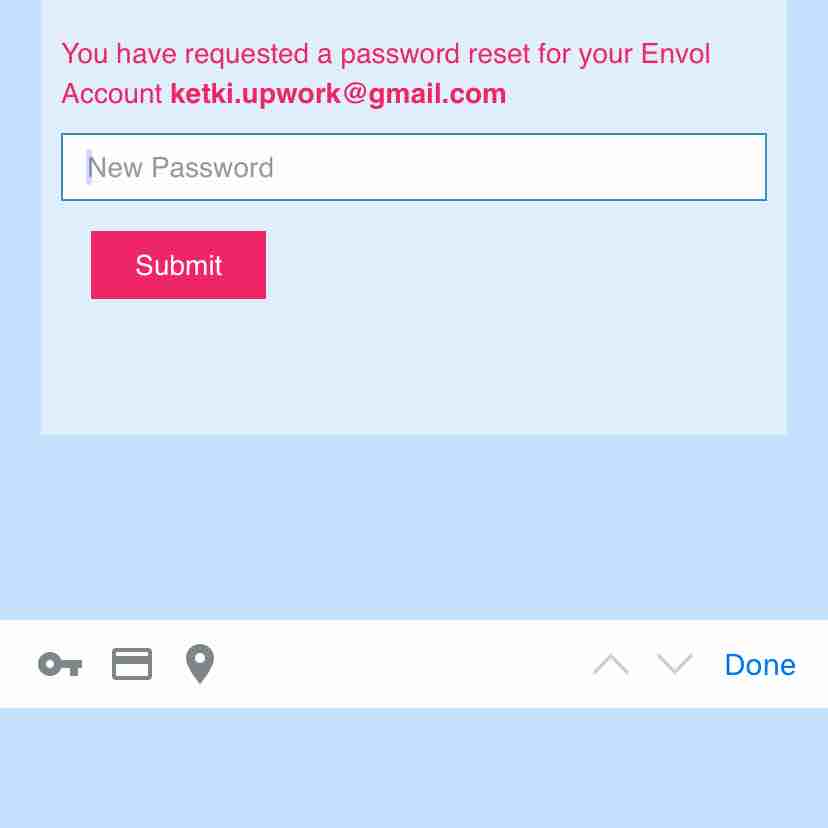 You have requested a password reset for your Envol
Account ketki.upwork@gmail.com
New Password
Submit
Done